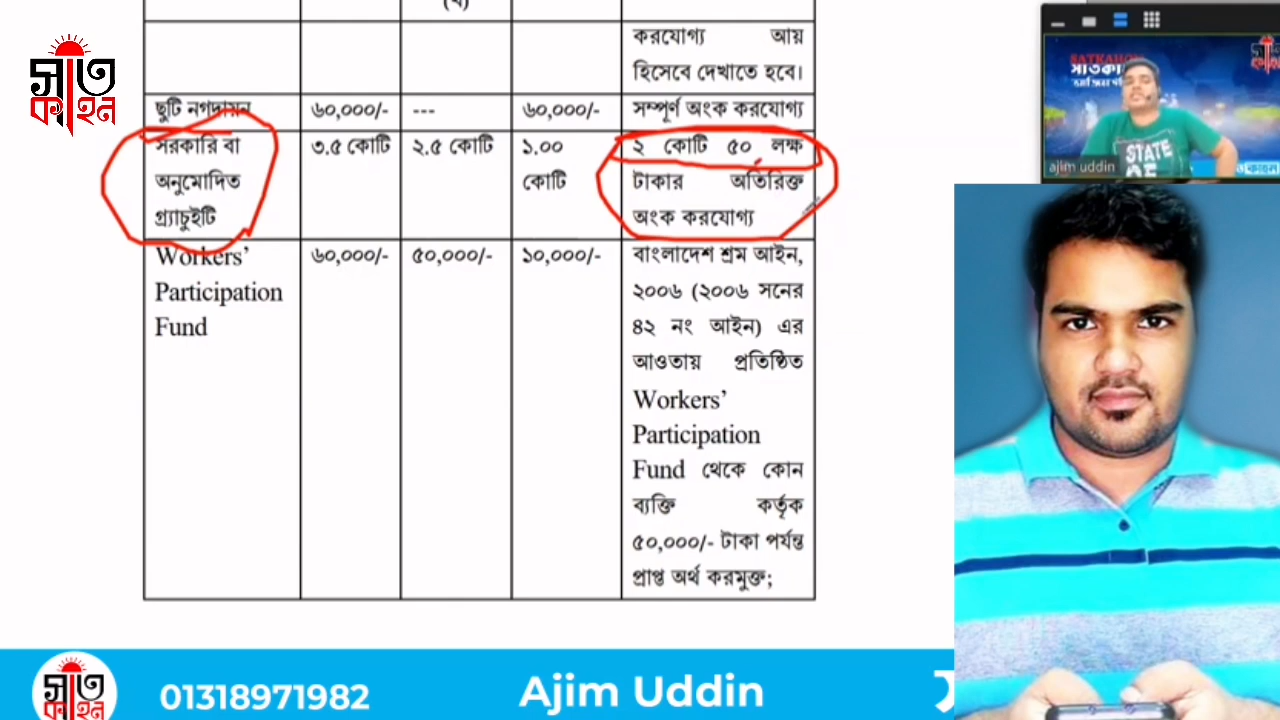 (খ)
করযোগ্য আয়
হিসেবে দেখাতে হবে।
ছুটি নগদায়ন ৬০,০০০/- --- ৬০,০০০/- সম্পূর্ণ অংক করযোগ্য
সরকারি বা ৩.৫ কোটি ২.৫ কোটি ১.০০ ২ কোটি ৫০ লক্ষ
অনুমোদিত কোটি টাকার অতিরিক্ত
গ্র্যাচুইটি অংক করযোগ্য
Workers’ ৬০,০০০/- ৫০,০০০/- ১০,০০০/- বাংলাদেশ শ্রম আইন,
Participation ২০০৬ (২০০৬ সনের
Fund ৪২ নং আইন) এর
আওতায় প্রতিষ্ঠিত
Workers’
Participation
Fund থেকে কোন
ব্যক্তি কর্তৃক
৫০,০০০/- টাকা পর্যন্ত
প্রাপ্ত অর্থ করমুক্ত;
সাত
কাহন
SATKAHON
ajim uddin
STATE
সাত
কাহন
01318971982
Ajim Uddin